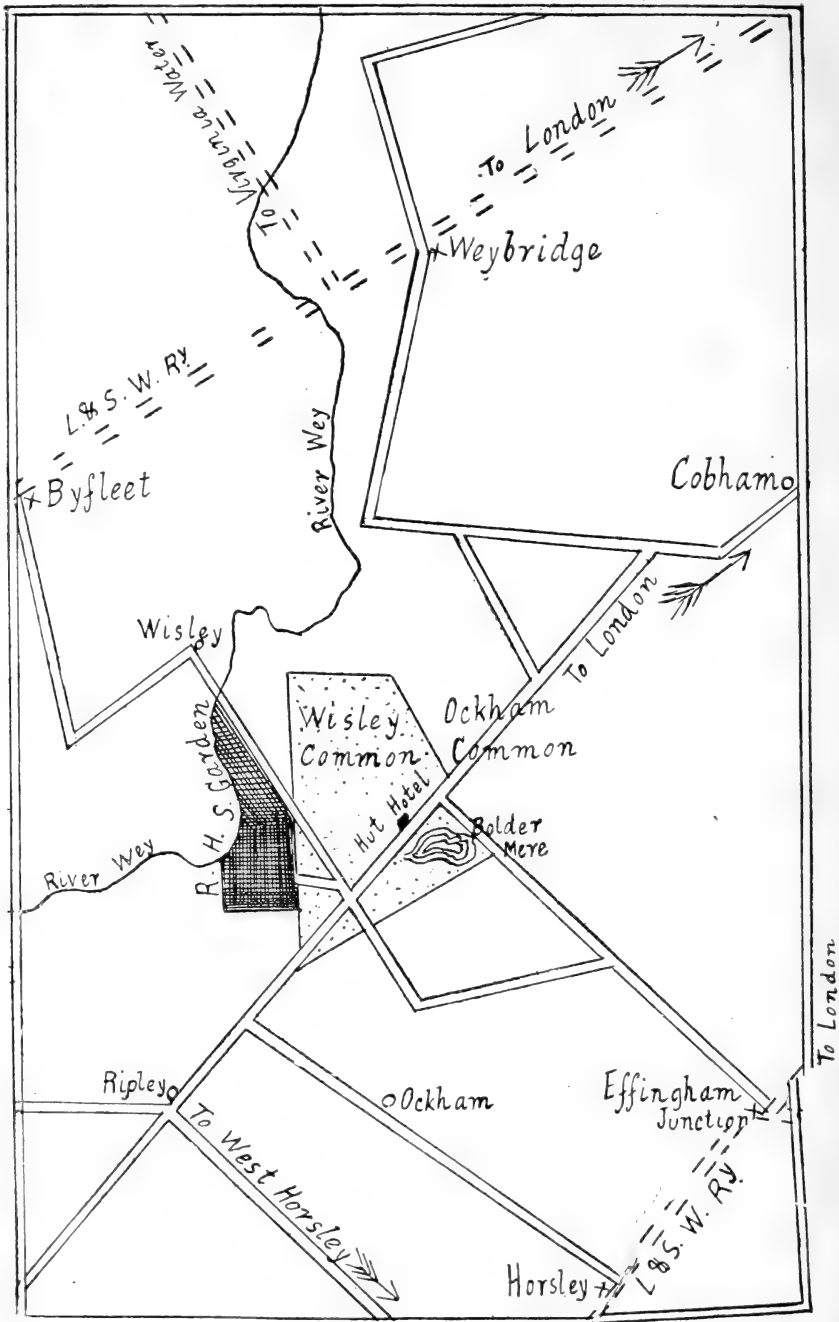 To Virginia Water
To London
Weybridge
L. & S. W. Ry
Byfleet
River Wey
Cobham
Wisley
To London
Wisley
Common
Ockham
Common
R. H. S Garden
Hut Hotel
Bolder
Mere
River Wey
To London
Ripley
Ockham
Effingham
Junction
To West Horsley
L & S. W. Ry
Horsley